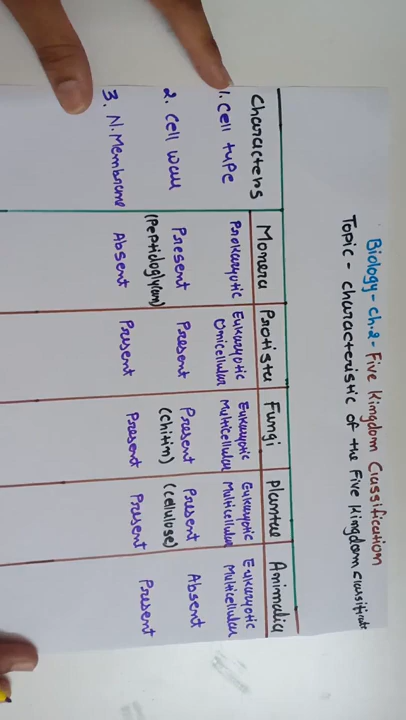 Biology - Ch.2 - Five Kingdom Classification
Topic - characteristic of the Five Kingdom classificate
Characters Monera Protista Fungi Plantae Animalia
1. Cell type Prokaryotic Eukaryotic Unicellular Eukaryotic Multicellular Eukaryotic Multicellular Eukaryotic Multicellular
2. Cell wall Present (Peptidoglycan) Present Present (chitin) Present (cellulose) Absent
3. N.Membrane Absent Present Present Present Present